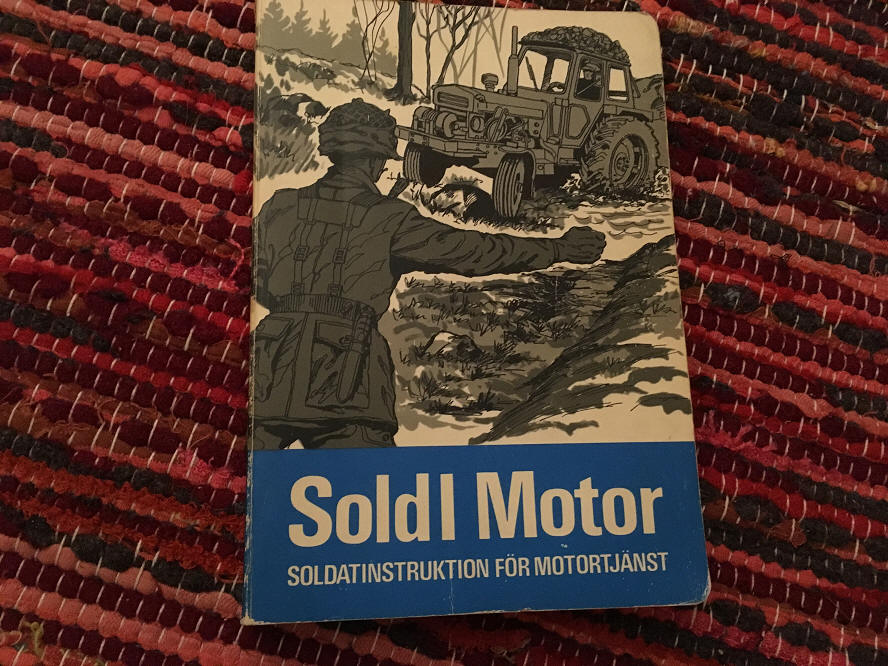 SoldI Motor
SOLDATINSTRUKTION FÖR MOTORTJÄNST